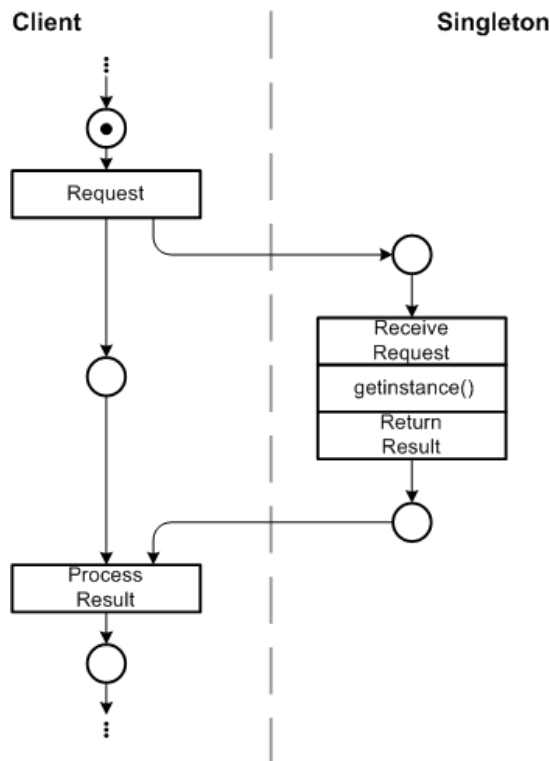 Client
Singleton
Request
Receive
Request
getinstance()
Return
Result
Process
Result